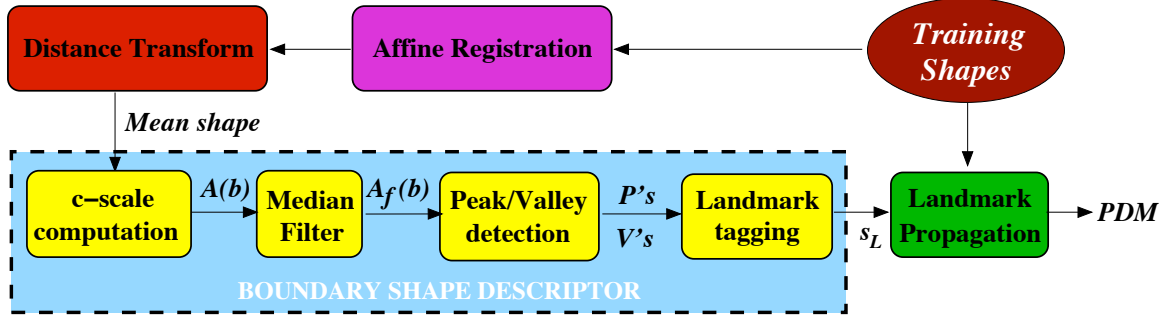 Distance Transform
Affine Registration
Training
Shapes
Mean shape
c–scale
computation
A(b)
Median
Filter
A_f(b)
Peak/Valley
detection
P's
V's
Landmark
tagging
s_L
Landmark
Propagation
PDM
BOUNDARY SHAPE DESCRIPTOR